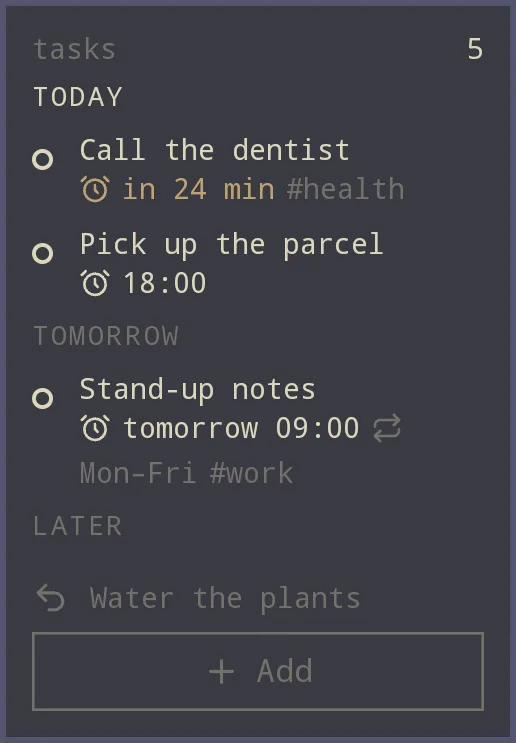 tasks 5
TODAY
Call the dentist
in 24 min #health
Pick up the parcel
18:00
TOMORROW
Stand-up notes
tomorrow 09:00
Mon–Fri #work
LATER
Water the plants
+ Add